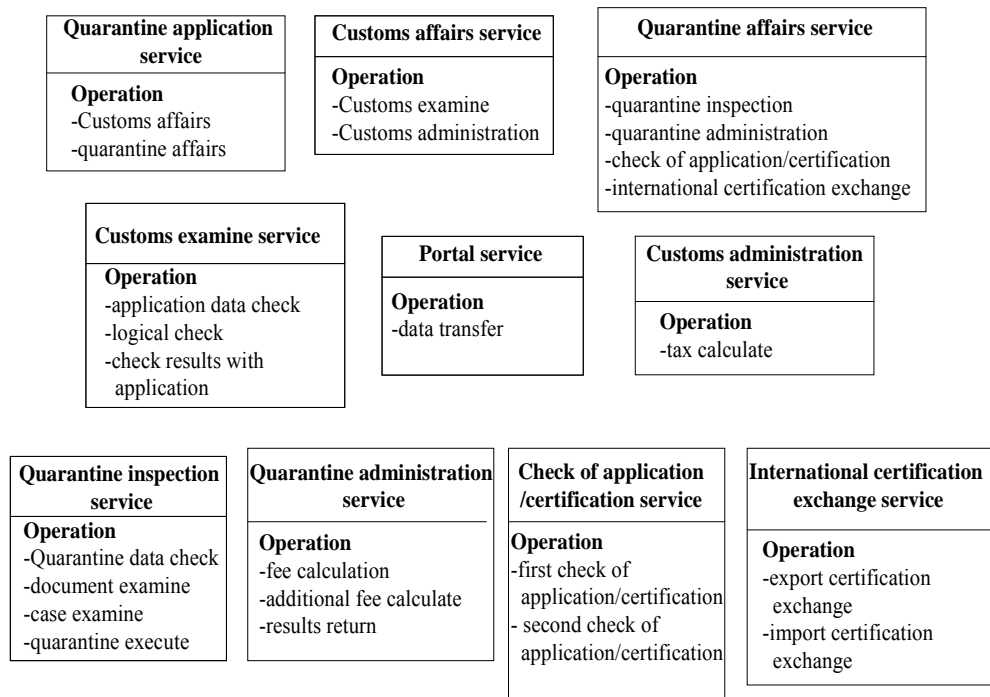 Quarantine application
service
Operation
-Customs affairs
-quarantine affairs
Customs affairs service
Operation
-Customs examine
-Customs administration
Quarantine affairs service
Operation
-quarantine inspection
-quarantine administration
-check of application/certification
-international certification exchange
Customs examine service
Operation
-application data check
-logical check
-check results with
application
Portal service
Operation
-data transfer
Customs administration
service
Operation
-tax calculate
Quarantine inspection
service
Operation
-Quarantine data check
-document examine
-case examine
-quarantine execute
Quarantine administration
service
Operation
-fee calculation
-additional fee calculate
-results return
Check of application
/certification service
Operation
-first check of
application/certification
- second check of
application/certification
International certification
exchange service
Operation
-export certification
exchange
-import certification
exchange